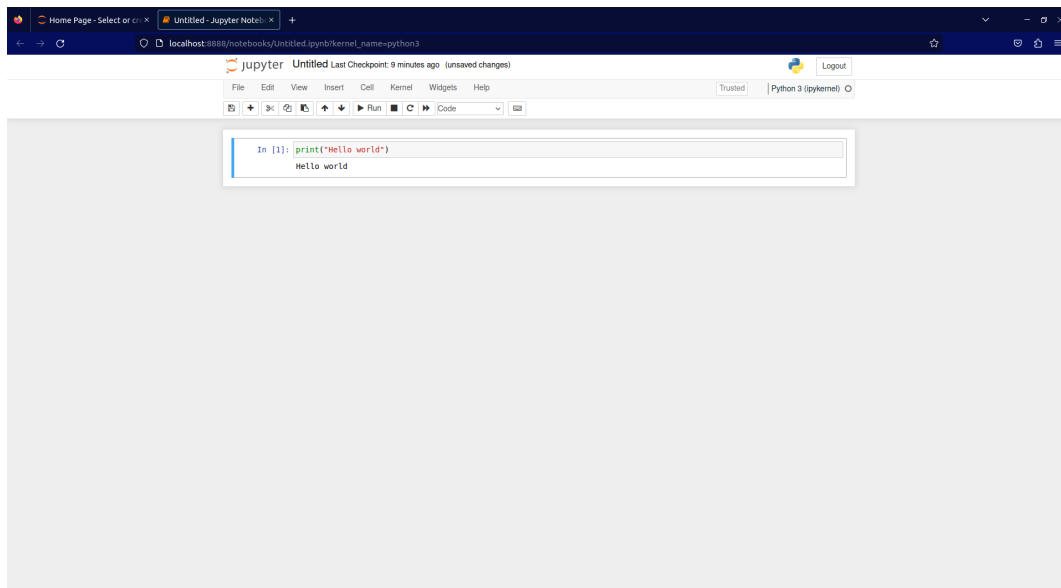 Home Page - Select or cr
Untitled - Jupyter Noteb
localhost:8888/notebooks/Untitled.ipynb?kernel_name=python3
jupyter Untitled Last Checkpoint: 9 minutes ago (unsaved changes)
Logout
File Edit View Insert Cell Kernel Widgets Help
Trusted Python 3 (ipykernel)
Run Code
In [1]: print("Hello world")
Hello world